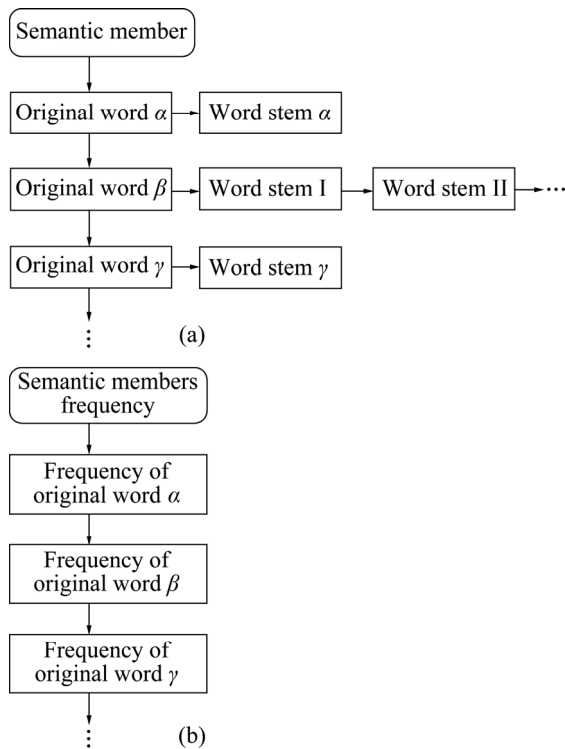 Semantic member
Original word α
Word stem α
Original word β
Word stem I
Word stem II
...
Original word γ
Word stem γ
⋮
(a)
Semantic members
frequency
Frequency of
original word α
Frequency of
original word β
Frequency of
original word γ
⋮
(b)